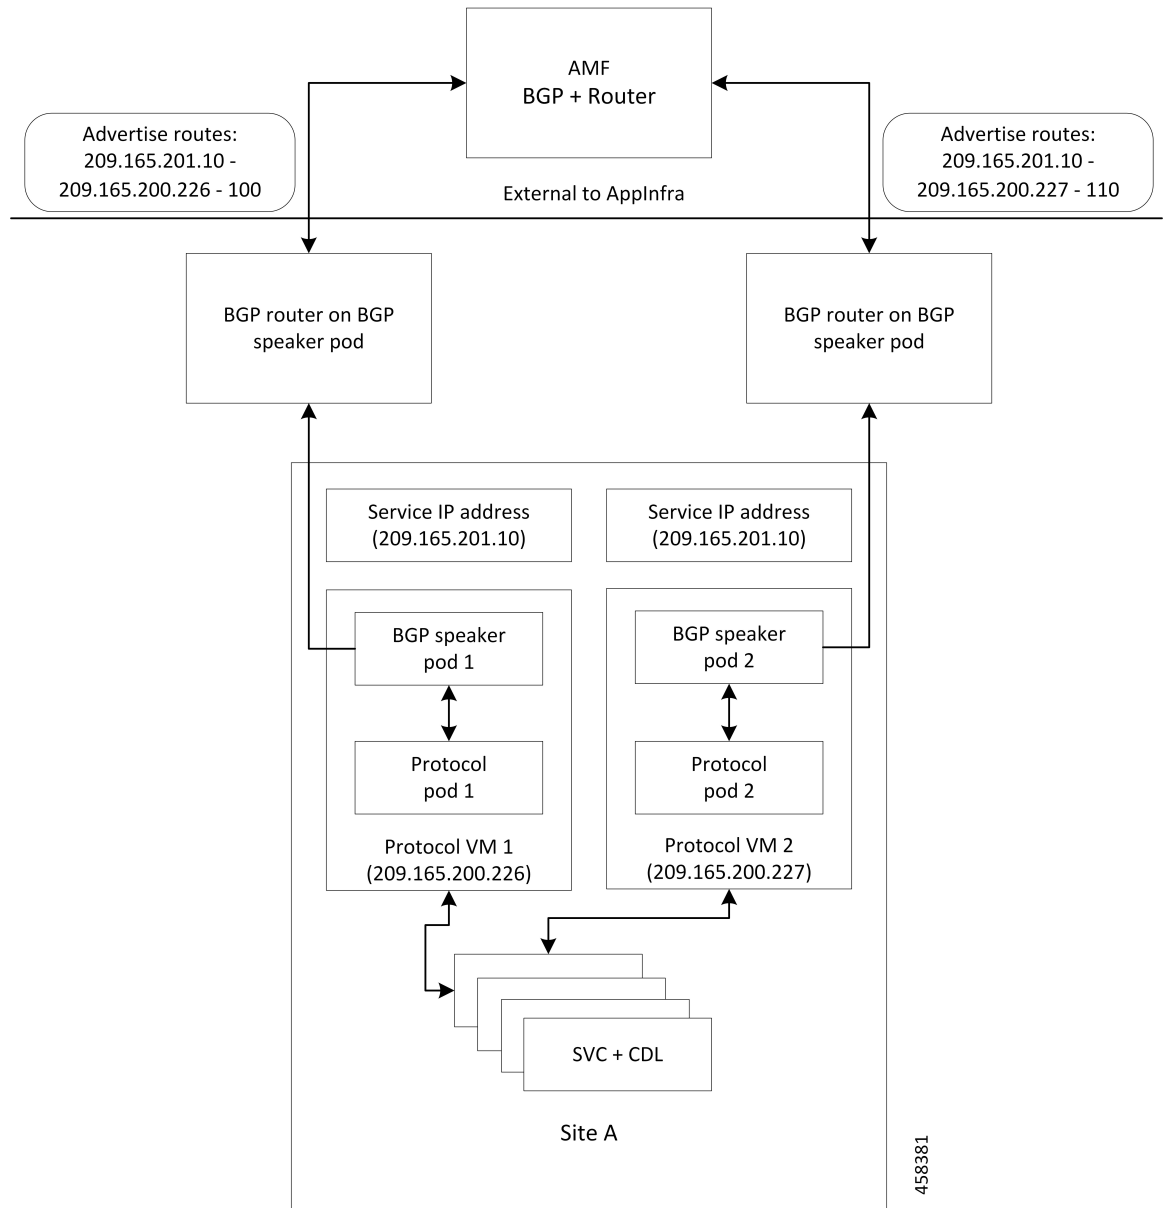 AMF
BGP + Router
Advertise routes:
209.165.201.10 -
209.165.200.226 - 100
Advertise routes:
209.165.201.10 -
209.165.200.227 - 110
External to AppInfra
BGP router on BGP
speaker pod
BGP router on BGP
speaker pod
Service IP address
(209.165.201.10)
Service IP address
(209.165.201.10)
BGP speaker
pod 1
BGP speaker
pod 2
Protocol
pod 1
Protocol
pod 2
Protocol VM 1
(209.165.200.226)
Protocol VM 2
(209.165.200.227)
SVC + CDL
Site A
458381